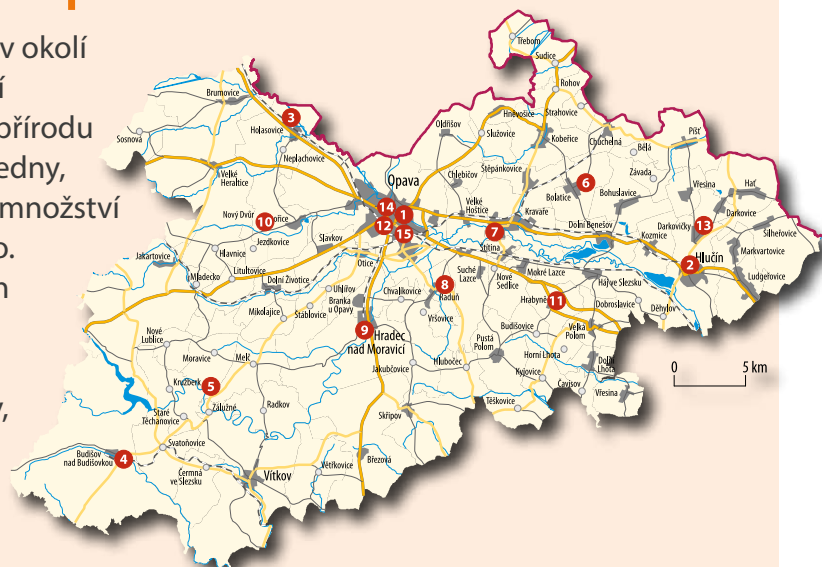 v okolí
í
přírodu
edny,
množství
o.
n
y,
Třebom
Sudice
Rohov
Strahovice
Chuchelná
Hněvošice
Kobeřice
Oldřišov
Služovice
Bělá
Píšť
Závada
Vřesina
Hať
Brumovice
3
Holasovice
Sosnová
Neplachovice
Štěpánkovice
Chlebičov
6
Bolatice
Bohuslavice
Darkovice
Velké
Heraltice
Opava
14
1
Velké
Hoštice
Kravaře
Darkovičky
13
Šilheřovice
Nový Dvůr
10
12
15
7
Dolní Benešov
Kozmice
Markvartovice
Jezdkovice
Slavkov
Štítina
Hlučín
2
Ludgeřovice
Jakartovice
Hlavnice
Litultovice
Otice
Mladecko
Dolní Životice
Suché
Lazce
Nové
Sedlice
Mokré Lazce
Háj ve Slezsku
Uhlířov
Chvalíkovice
8
Raduň
Hrabyně
11
Dobroslavice
Děhylov
Branka
u Opavy
Mikolajice
Štáblovice
Vršovice
Budišovice
Velká
Polom
9
Hradec
nad Moravicí
Nové
Lublice
Moravice
Melč
Pustá
Polom
Horní Lhota
Dolní
Lhota
0
5 km
Jakubčovice
Hlubočec
Kyjovice
Čavisov
Vřesina
Kružberk
5
Radkov
Těškovice
Staré
Těchanovice
Zálužné
Skřipov
Svatoňovice
Budišov
nad Budišovkou
4
Čermná
ve Slezsku
Vítkov
Větřkovice
Březová